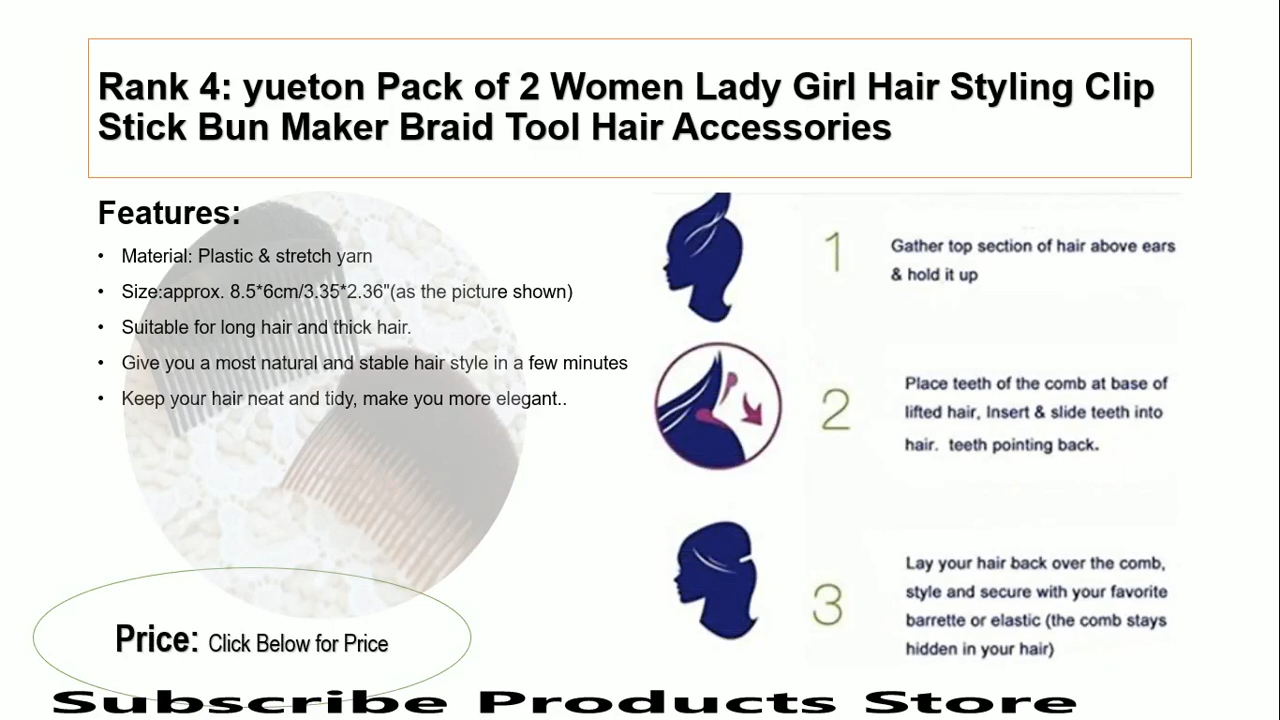 Rank 4: yueton Pack of 2 Women Lady Girl Hair Styling Clip
Stick Bun Maker Braid Tool Hair Accessories
Features:
• Material: Plastic & stretch yarn
• Size:approx. 8.5*6cm/3.35*2.36"(as the picture shown)
• Suitable for long hair and thick hair.
• Give you a most natural and stable hair style in a few minutes
• Keep your hair neat and tidy, make you more elegant..
Price: Click Below for Price
1
Gather top section of hair above ears
& hold it up
2
Place teeth of the comb at base of
lifted hair, Insert & slide teeth into
hair. teeth pointing back.
3
Lay your hair back over the comb,
style and secure with your favorite
barrette or elastic (the comb stays
hidden in your hair)
Subscribe Products Store